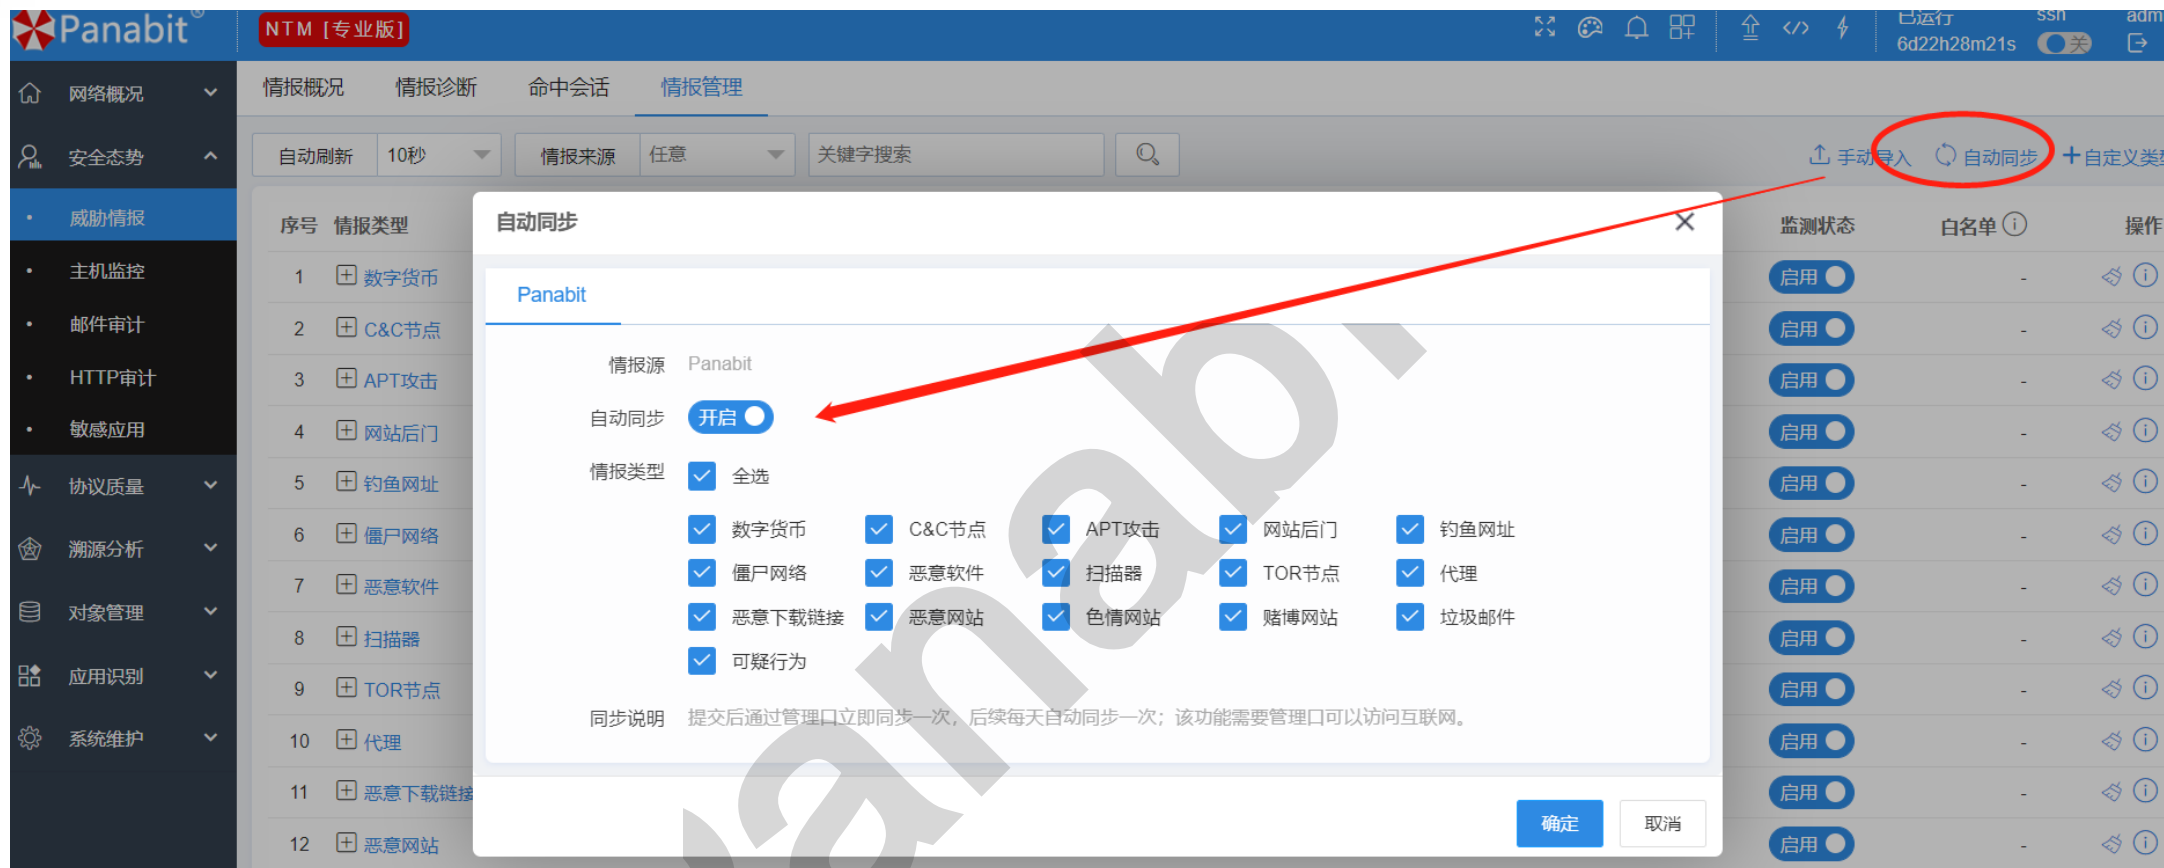 Panabit®
NTM [专业版]
已运行
6d22h28m21s
ssh
关
adm
网络概况
安全态势
威胁情报
主机监控
邮件审计
HTTP审计
敏感应用
协议质量
溯源分析
对象管理
应用识别
系统维护
情报概况 情报诊断 命中会话 情报管理
自动刷新 10秒 情报来源 任意 关键字搜索
手动导入 自动同步 自定义类型
序号 情报类型 监测状态 白名单 操作
1 数字货币 启用 -
2 C&C节点 启用 -
3 APT攻击 启用 -
4 网站后门 启用 -
5 钓鱼网址 启用 -
6 僵尸网络 启用 -
7 恶意软件 启用 -
8 扫描器 启用 -
9 TOR节点 启用 -
10 代理 启用 -
11 恶意下载链接 启用 -
12 恶意网站 启用 -
自动同步
Panabit
情报源 Panabit
自动同步 开启
情报类型 全选
数字货币 C&C节点 APT攻击 网站后门 钓鱼网址
僵尸网络 恶意软件 扫描器 TOR节点 代理
恶意下载链接 恶意网站 色情网站 赌博网站 垃圾邮件
可疑行为
同步说明 提交后通过管理口立即同步一次，后续每天自动同步一次；该功能需要管理口可以访问互联网。
确定 取消
Panabi